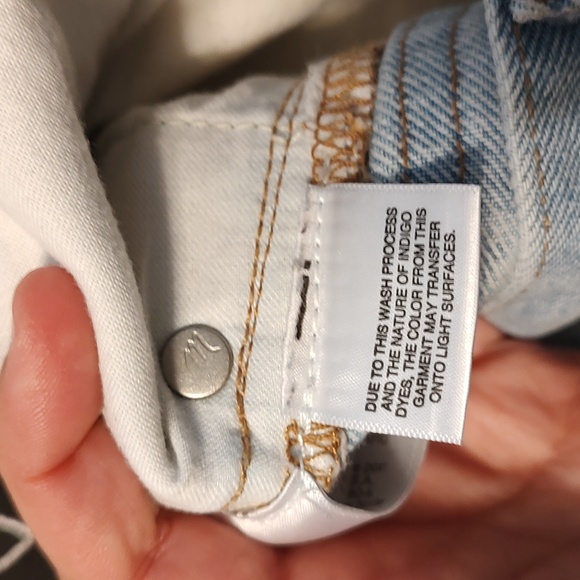 DUE TO THIS WASH PROCESS
AND THE NATURE OF INDIGO
DYES, THE COLOR FROM THIS
GARMENT MAY TRANSFER
ONTO LIGHT SURFACES.